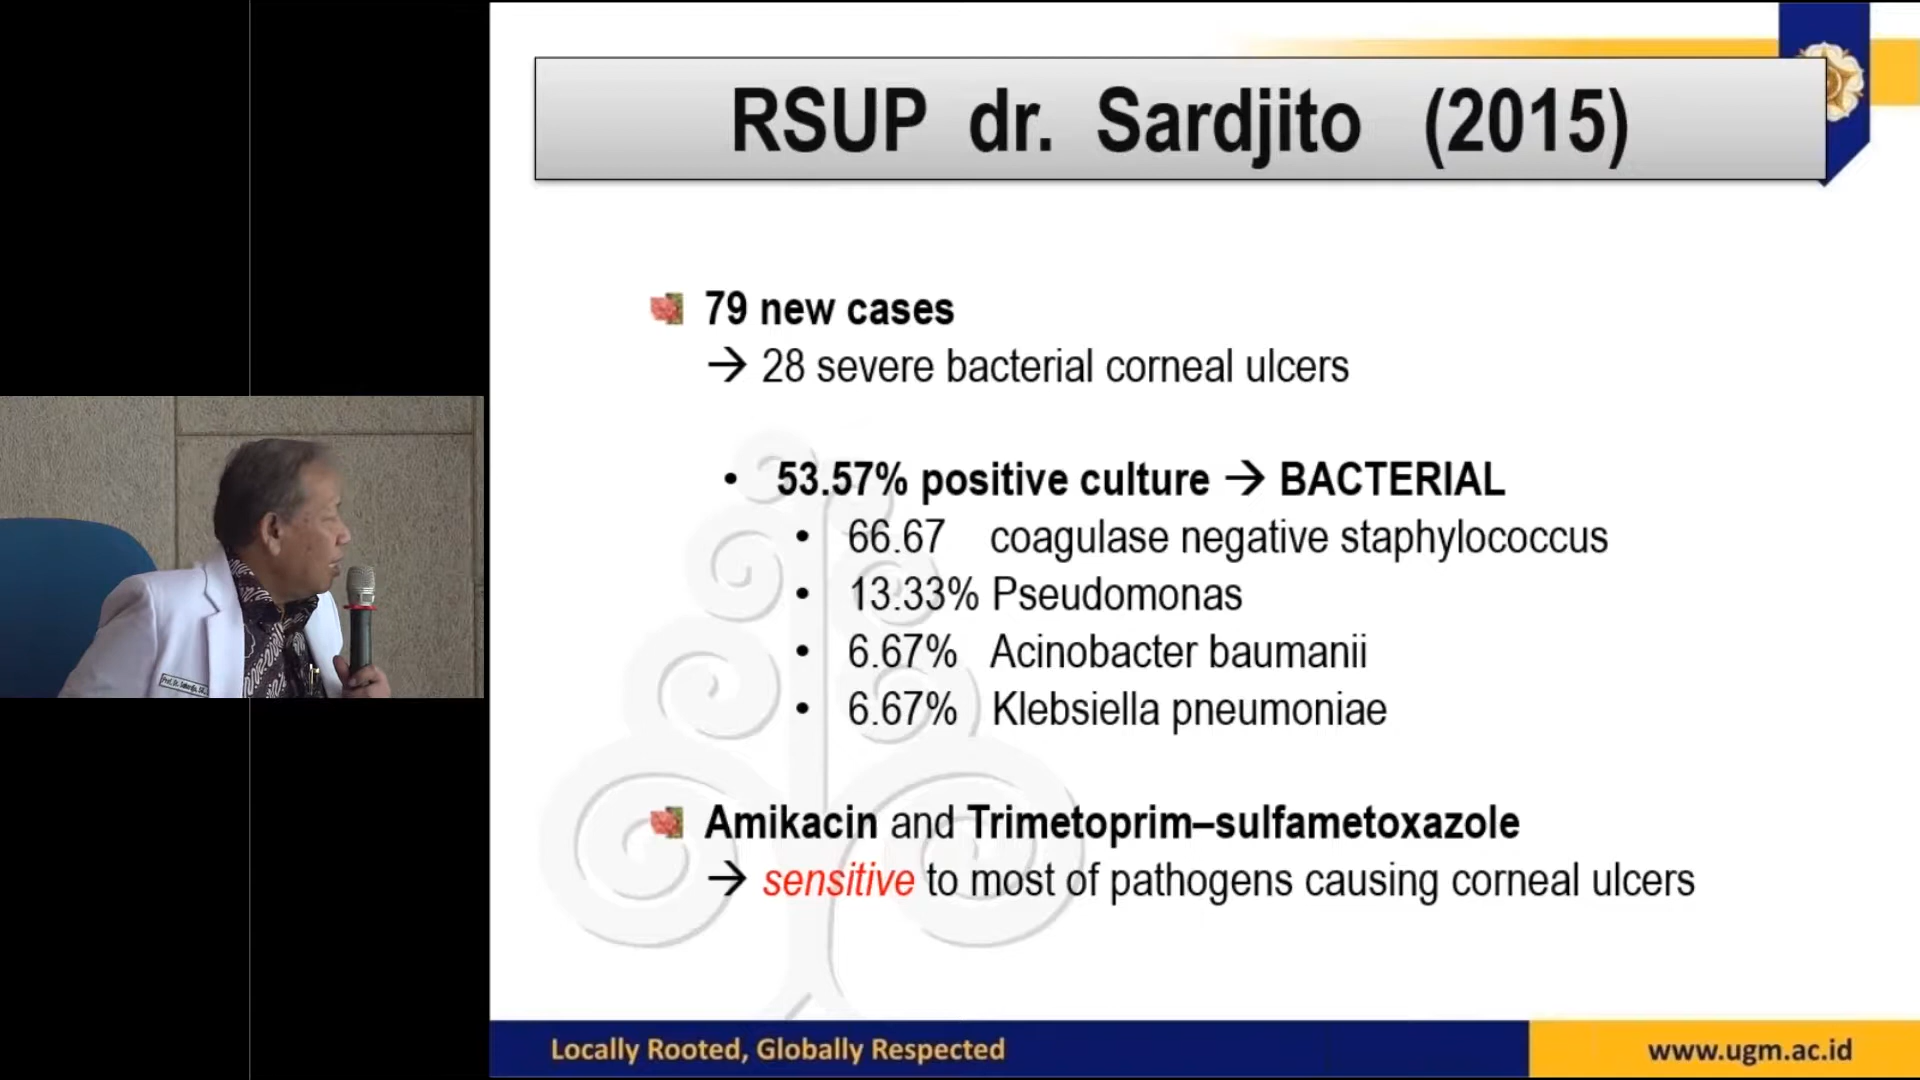 RSUP dr. Sardjito (2015)
79 new cases
→ 28 severe bacterial corneal ulcers
• 53.57% positive culture → BACTERIAL
• 66.67 coagulase negative staphylococcus
• 13.33% Pseudomonas
• 6.67% Acinobacter baumanii
• 6.67% Klebsiella pneumoniae
Amikacin and Trimetoprim–sulfametoxazole
→ sensitive to most of pathogens causing corneal ulcers
Locally Rooted, Globally Respected
www.ugm.ac.id
Prof. Dr.